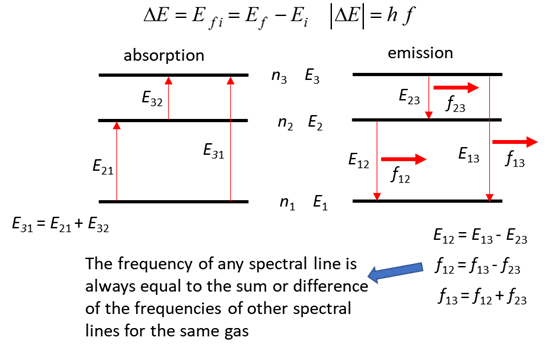 ΔE = E_fi = E_f − E_i   |ΔE| = h f
absorption   emission
n₃ E₃
E₃₂   E₂₃   f₂₃
n₂ E₂
E₂₁   E₃₁   E₁₂   f₁₂   E₁₃   f₁₃
n₁ E₁
E₃₁ = E₂₁ + E₃₂
E₁₂ = E₁₃ - E₂₃
f₁₂ = f₁₃ - f₂₃
f₁₃ = f₁₂ + f₂₃
The frequency of any spectral line is
always equal to the sum or difference
of the frequencies of other spectral
lines for the same gas